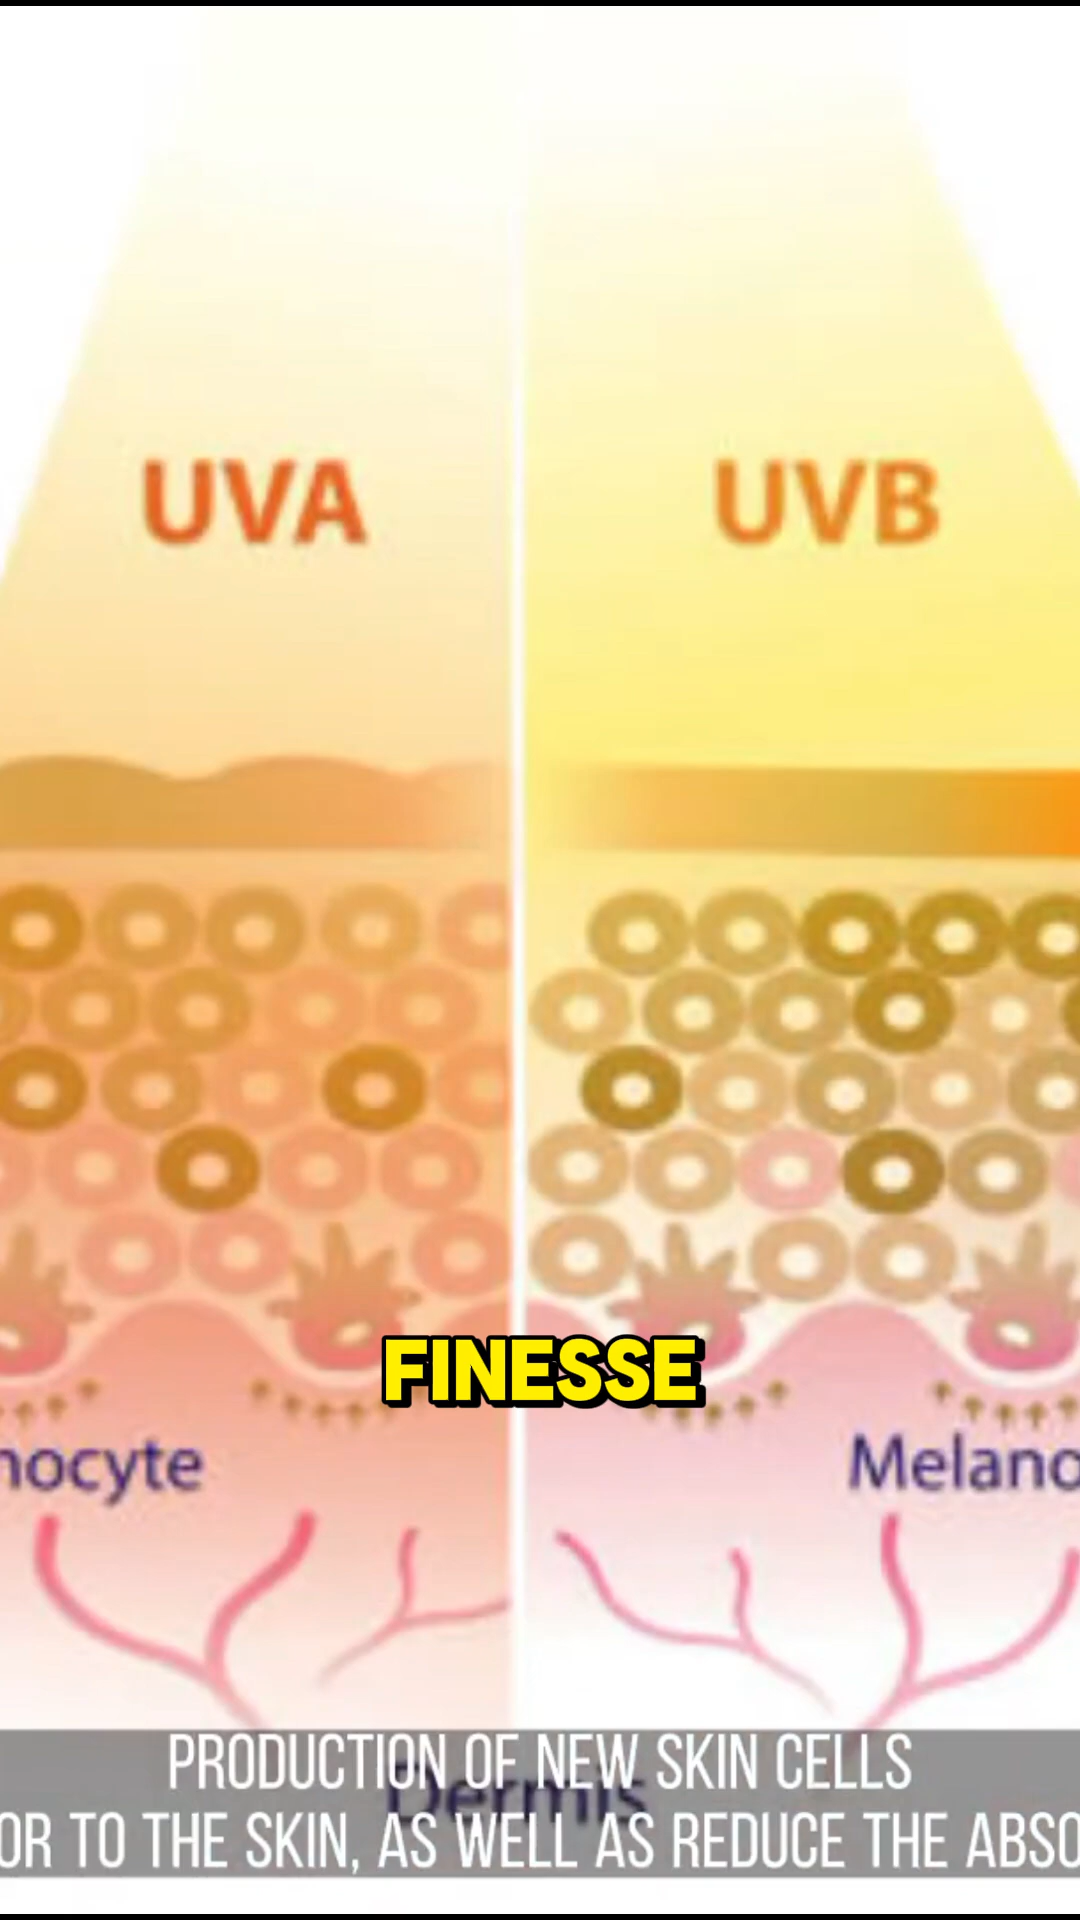 UVA
UVB
FINESSE
nocyte
Melano
PRODUCTION OF NEW SKIN CELLS
Dermis
OR TO THE SKIN, AS WELL AS REDUCE THE ABSO